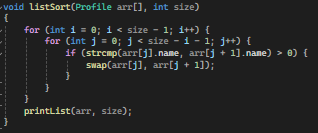 void listSort(Profile arr[], int size)
{
    for (int i = 0; i < size - 1; i++) {
        for (int j = 0; j < size - i - 1; j++) {
            if (strcmp(arr[j].name, arr[j + 1].name) > 0) {
                swap(arr[j], arr[j + 1]);
            }
        }
    }
    printList(arr, size);
}